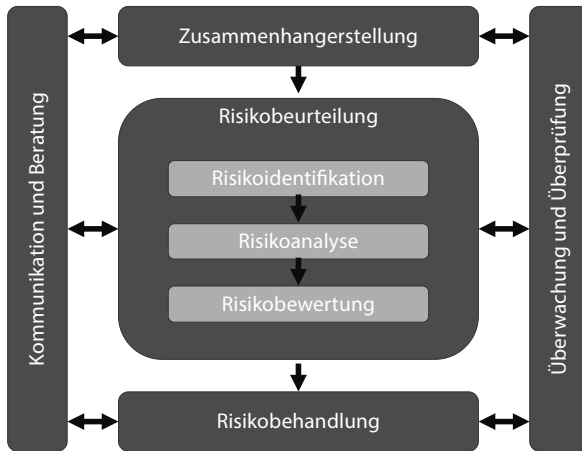 Zusammenhangerstellung
Kommunikation und Beratung
Risikobeurteilung
Risikoidentifikation
Risikoanalyse
Risikobewertung
Überwachung und Überprüfung
Risikobehandlung